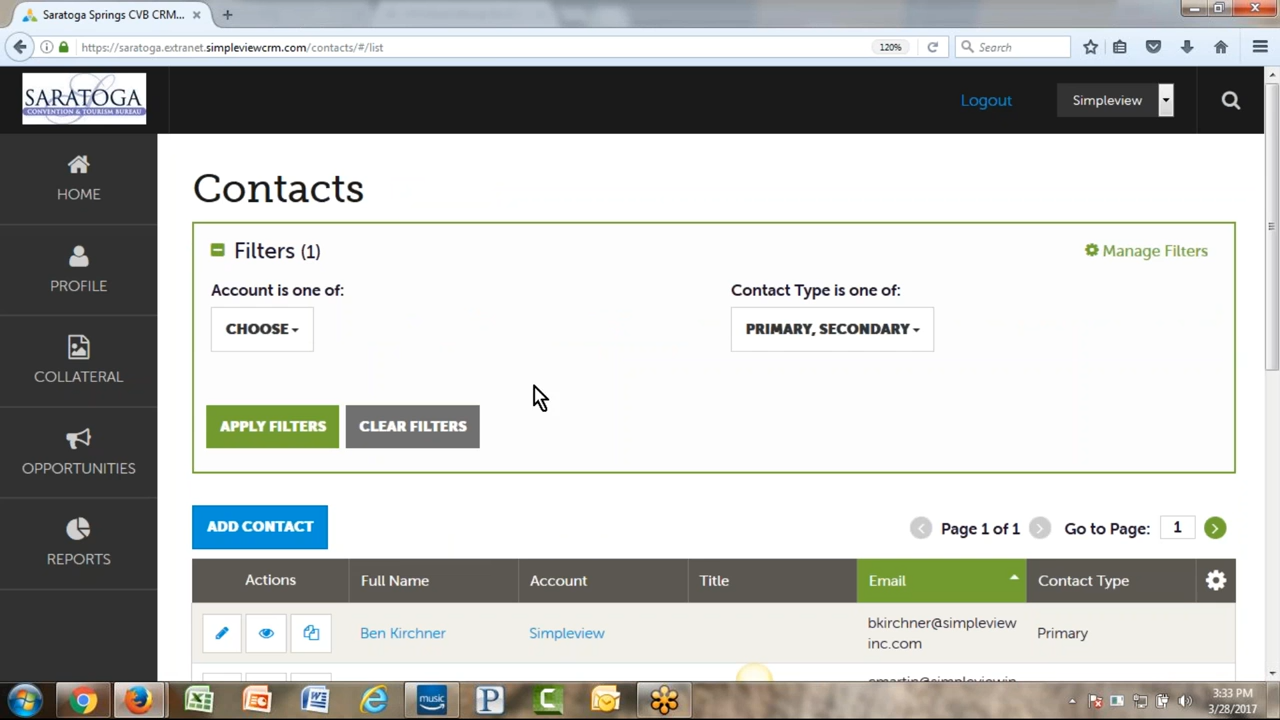 Saratoga Springs CVB CRM...
https://saratoga.extranet.simpleviewcrm.com/contacts/#/list
120%
Search
SARATOGA
CONVENTION & TOURISM BUREAU
Logout
Simpleview
HOME
PROFILE
COLLATERAL
OPPORTUNITIES
REPORTS
Contacts
Filters (1)
Manage Filters
Account is one of:
Contact Type is one of:
CHOOSE
PRIMARY, SECONDARY
APPLY FILTERS
CLEAR FILTERS
ADD CONTACT
Page 1 of 1
Go to Page:
1
Actions
Full Name
Account
Title
Email
Contact Type
Ben Kirchner
Simpleview
bkirchner@simpleview
inc.com
Primary
music
3:33 PM
3/28/2017